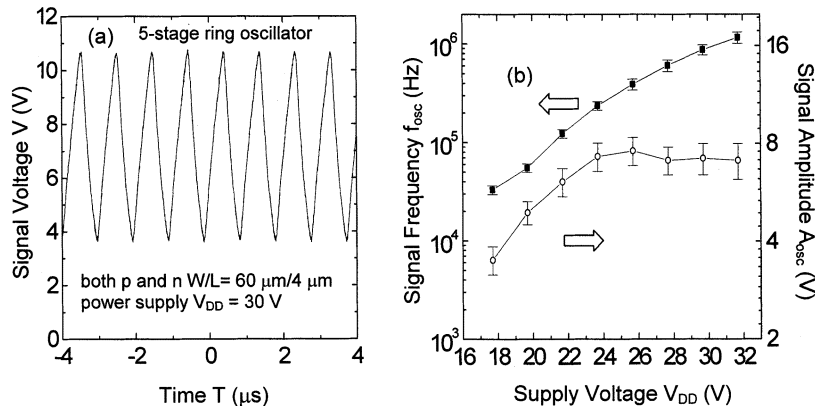 (a) 5-stage ring oscillator
both p and n W/L= 60 μm/4 μm
power supply V_DD = 30 V
Signal Voltage V (V)
12
10
8
6
4
2
0
-4 -2 0 2 4
Time T (μs)
(b)
Signal Frequency f_osc (Hz)
10^6
10^5
10^4
10^3
16 18 20 22 24 26 28 30 32
Supply Voltage V_DD (V)
16
8
4
2
Signal Amplitude A_osc (V)